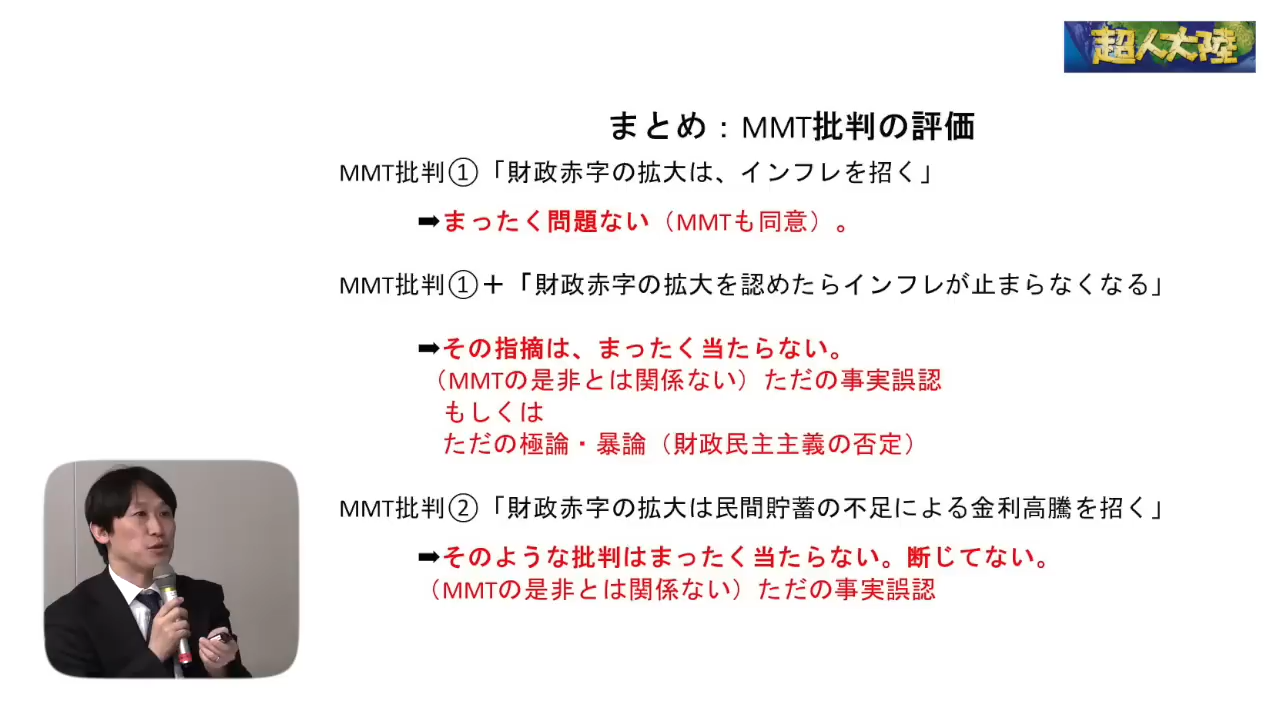 超人大陸
まとめ：MMT批判の評価
MMT批判①「財政赤字の拡大は、インフレを招く」
➡まったく問題ない（MMTも同意）。
MMT批判①＋「財政赤字の拡大を認めたらインフレが止まらなくなる」
➡その指摘は、まったく当たらない。
（MMTの是非とは関係ない）ただの事実誤認
もしくは
ただの極論・暴論（財政民主主義の否定）
MMT批判②「財政赤字の拡大は民間貯蓄の不足による金利高騰を招く」
➡そのような批判はまったく当たらない。断じてない。
（MMTの是非とは関係ない）ただの事実誤認